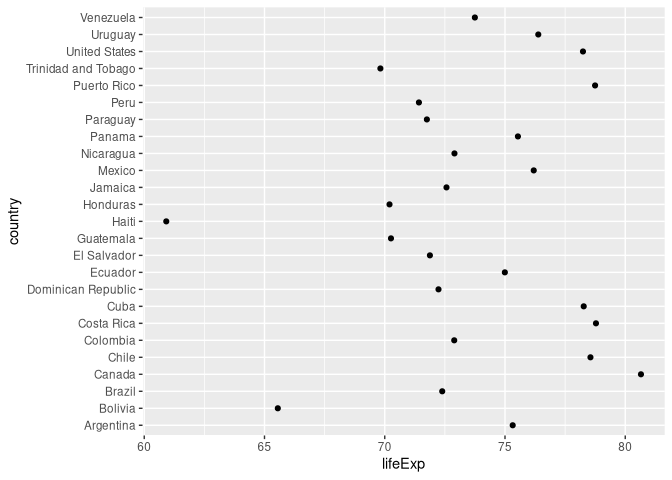 Venezuela
Uruguay
United States
Trinidad and Tobago
Puerto Rico
Peru
Paraguay
Panama
Nicaragua
Mexico
Jamaica
Honduras
Haiti
Guatemala
El Salvador
Ecuador
Dominican Republic
Cuba
Costa Rica
Colombia
Chile
Canada
Brazil
Bolivia
Argentina
country
60 65 70 75 80
lifeExp